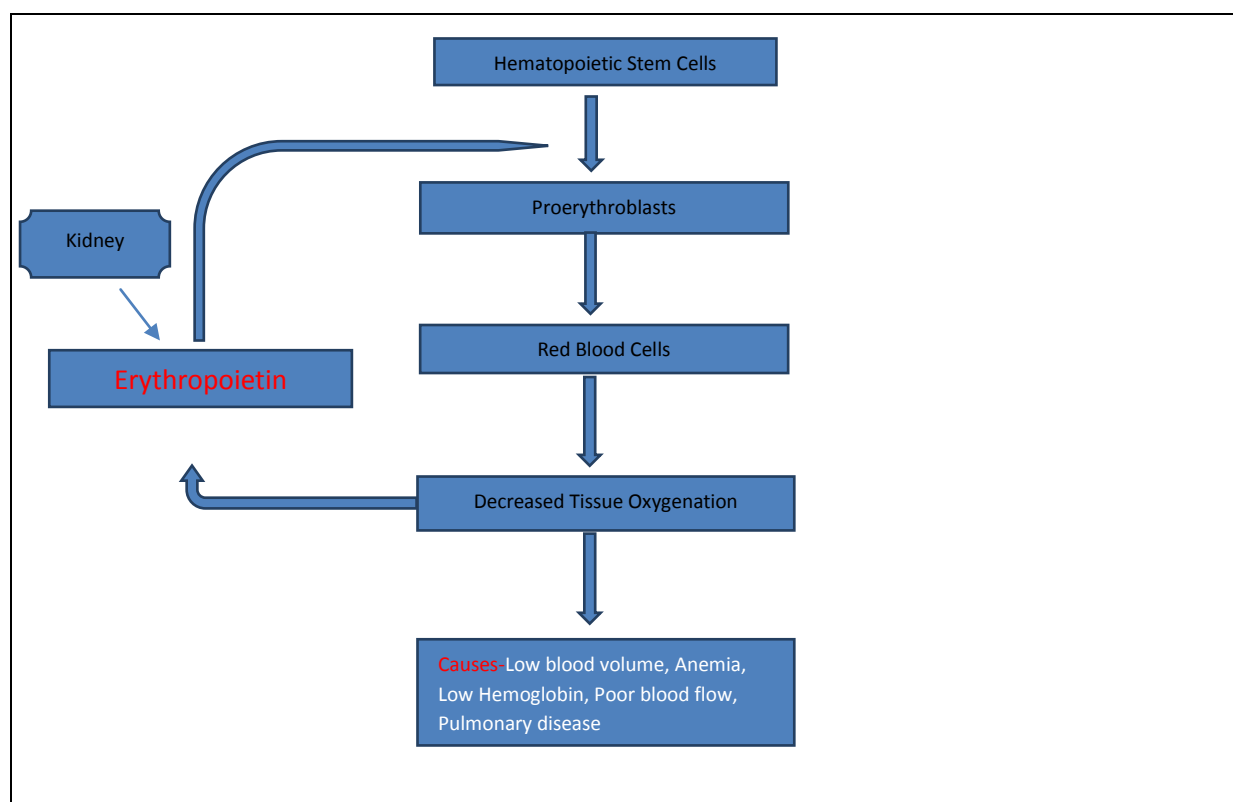 Hematopoietic Stem Cells
Proerythroblasts
Kidney
Red Blood Cells
Erythropoietin
Decreased Tissue Oxygenation
Causes-Low blood volume, Anemia,
Low Hemoglobin, Poor blood flow,
Pulmonary disease